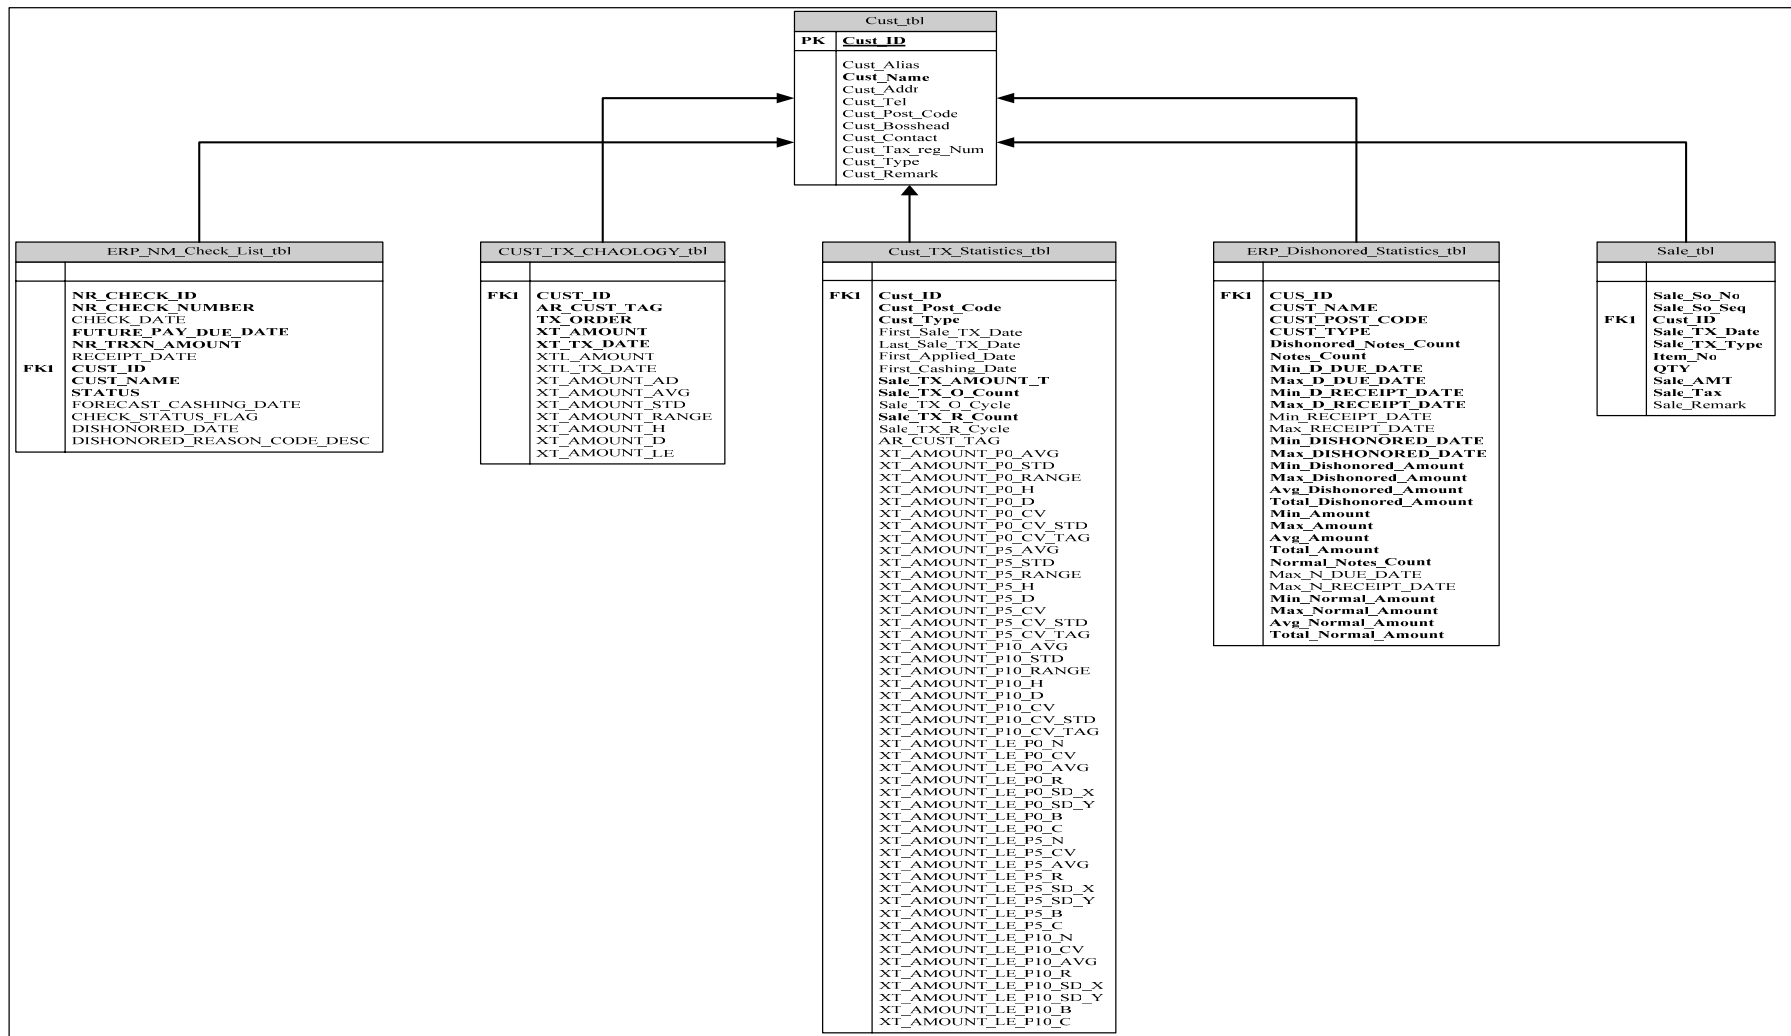 Cust_tbl
PK Cust_ID
Cust_Alias
Cust_Name
Cust_Addr
Cust_Tel
Cust_Post_Code
Cust_Bosshead
Cust_Contact
Cust_Tax_reg_Num
Cust_Type
Cust_Remark
ERP_NM_Check_List_tbl
NR_CHECK_ID
NR_CHECK_NUMBER
CHECK_DATE
FUTURE_PAY_DUE_DATE
NR_TRXN_AMOUNT
RECEIPT_DATE
FK1 CUST_ID
CUST_NAME
STATUS
FORECAST_CASHING_DATE
CHECK_STATUS_FLAG
DISHONORED_DATE
DISHONORED_REASON_CODE_DESC
CUST_TX_CHAOLOGY_tbl
FK1 CUST_ID
AR_CUST_TAG
TX_ORDER
XT_AMOUNT
XT_TX_DATE
XTL_AMOUNT
XTL_TX_DATE
XT_AMOUNT_AD
XT_AMOUNT_AVG
XT_AMOUNT_STD
XT_AMOUNT_RANGE
XT_AMOUNT_H
XT_AMOUNT_D
XT_AMOUNT_LE
Cust_TX_Statistics_tbl
FK1 Cust_ID
Cust_Post_Code
Cust_Type
First_Sale_TX_Date
Last_Sale_TX_Date
First_Applied_Date
First_Cashing_Date
Sale_TX_AMOUNT_T
Sale_TX_O_Count
Sale_TX_O_Cycle
Sale_TX_R_Count
Sale_TX_R_Cycle
AR_CUST_TAG
XT_AMOUNT_P0_AVG
XT_AMOUNT_P0_STD
XT_AMOUNT_P0_RANGE
XT_AMOUNT_P0_H
XT_AMOUNT_P0_D
XT_AMOUNT_P0_CV
XT_AMOUNT_P0_CV_STD
XT_AMOUNT_P0_CV_TAG
XT_AMOUNT_P5_AVG
XT_AMOUNT_P5_STD
XT_AMOUNT_P5_RANGE
XT_AMOUNT_P5_H
XT_AMOUNT_P5_D
XT_AMOUNT_P5_CV
XT_AMOUNT_P5_CV_STD
XT_AMOUNT_P5_CV_TAG
XT_AMOUNT_P10_AVG
XT_AMOUNT_P10_STD
XT_AMOUNT_P10_RANGE
XT_AMOUNT_P10_H
XT_AMOUNT_P10_D
XT_AMOUNT_P10_CV
XT_AMOUNT_P10_CV_STD
XT_AMOUNT_P10_CV_TAG
XT_AMOUNT_LE_P0_N
XT_AMOUNT_LE_P0_CV
XT_AMOUNT_LE_P0_AVG
XT_AMOUNT_LE_P0_R
XT_AMOUNT_LE_P0_SD_X
XT_AMOUNT_LE_P0_SD_Y
XT_AMOUNT_LE_P0_B
XT_AMOUNT_LE_P0_C
XT_AMOUNT_LE_P5_N
XT_AMOUNT_LE_P5_CV
XT_AMOUNT_LE_P5_AVG
XT_AMOUNT_LE_P5_R
XT_AMOUNT_LE_P5_SD_X
XT_AMOUNT_LE_P5_SD_Y
XT_AMOUNT_LE_P5_B
XT_AMOUNT_LE_P5_C
XT_AMOUNT_LE_P10_N
XT_AMOUNT_LE_P10_CV
XT_AMOUNT_LE_P10_AVG
XT_AMOUNT_LE_P10_R
XT_AMOUNT_LE_P10_SD_X
XT_AMOUNT_LE_P10_SD_Y
XT_AMOUNT_LE_P10_B
XT_AMOUNT_LE_P10_C
ERP_Dishonored_Statistics_tbl
FK1 CUS_ID
CUST_NAME
CUST_POST_CODE
CUST_TYPE
Dishonored_Notes_Count
Notes_Count
Min_D_DUE_DATE
Max_D_DUE_DATE
Min_D_RECEIPT_DATE
Max_D_RECEIPT_DATE
Min_RECEIPT_DATE
Max_RECEIPT_DATE
Min_DISHONORED_DATE
Max_DISHONORED_DATE
Min_Dishonored_Amount
Max_Dishonored_Amount
Avg_Dishonored_Amount
Total_Dishonored_Amount
Min_Amount
Max_Amount
Avg_Amount
Total_Amount
Normal_Notes_Count
Max_N_DUE_DATE
Max_N_RECEIPT_DATE
Min_Normal_Amount
Max_Normal_Amount
Avg_Normal_Amount
Total_Normal_Amount
Sale_tbl
Sale_So_No
Sale_So_Seq
FK1 Cust_ID
Sale_TX_Date
Sale_TX_Type
Item_No
QTY
Sale_AMT
Sale_Tax
Sale_Remark